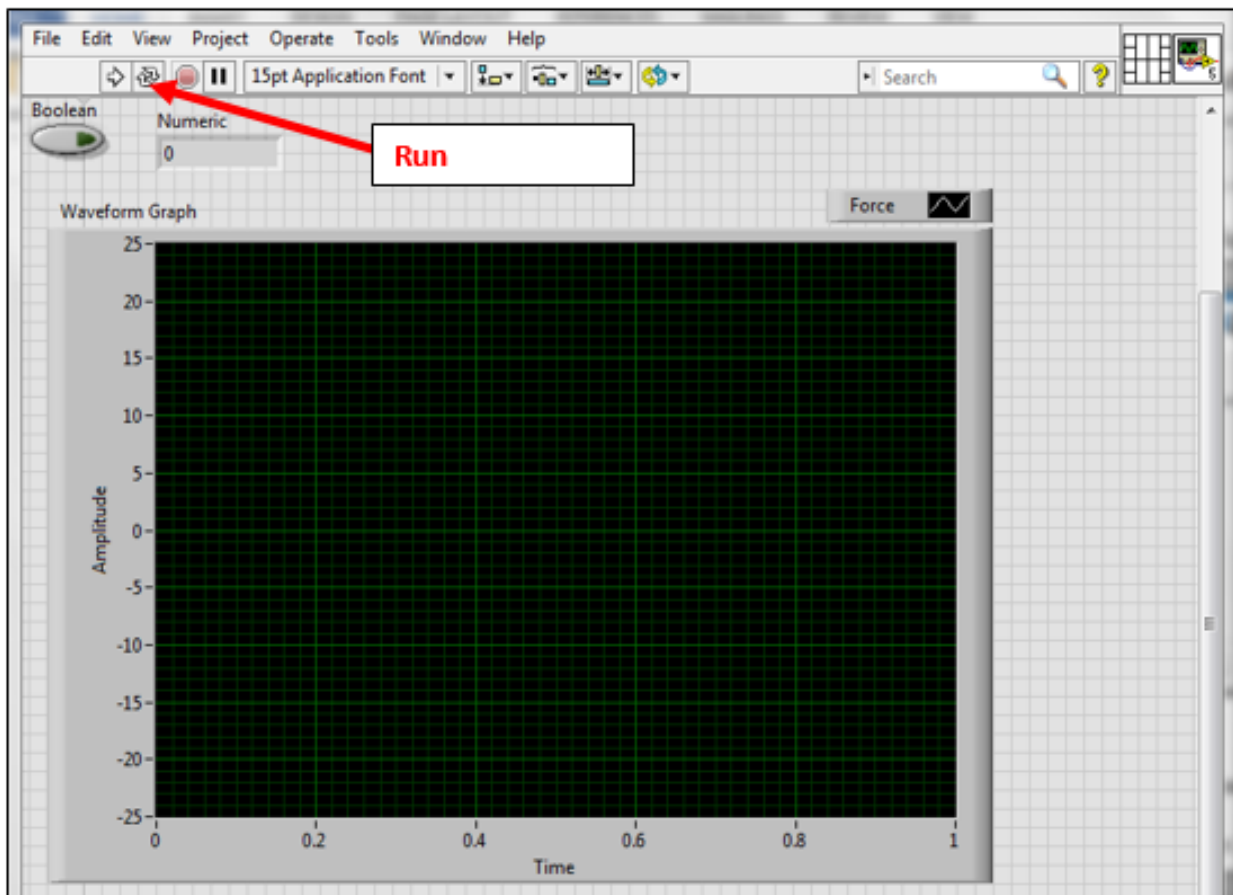 File Edit View Project Operate Tools Window Help
15pt Application Font
Search
?
5
Boolean
Numeric
0
Run
Waveform Graph
Force
25
20
15
10
5
0
-5
-10
-15
-20
-25
Amplitude
0 0.2 0.4 0.6 0.8 1
Time